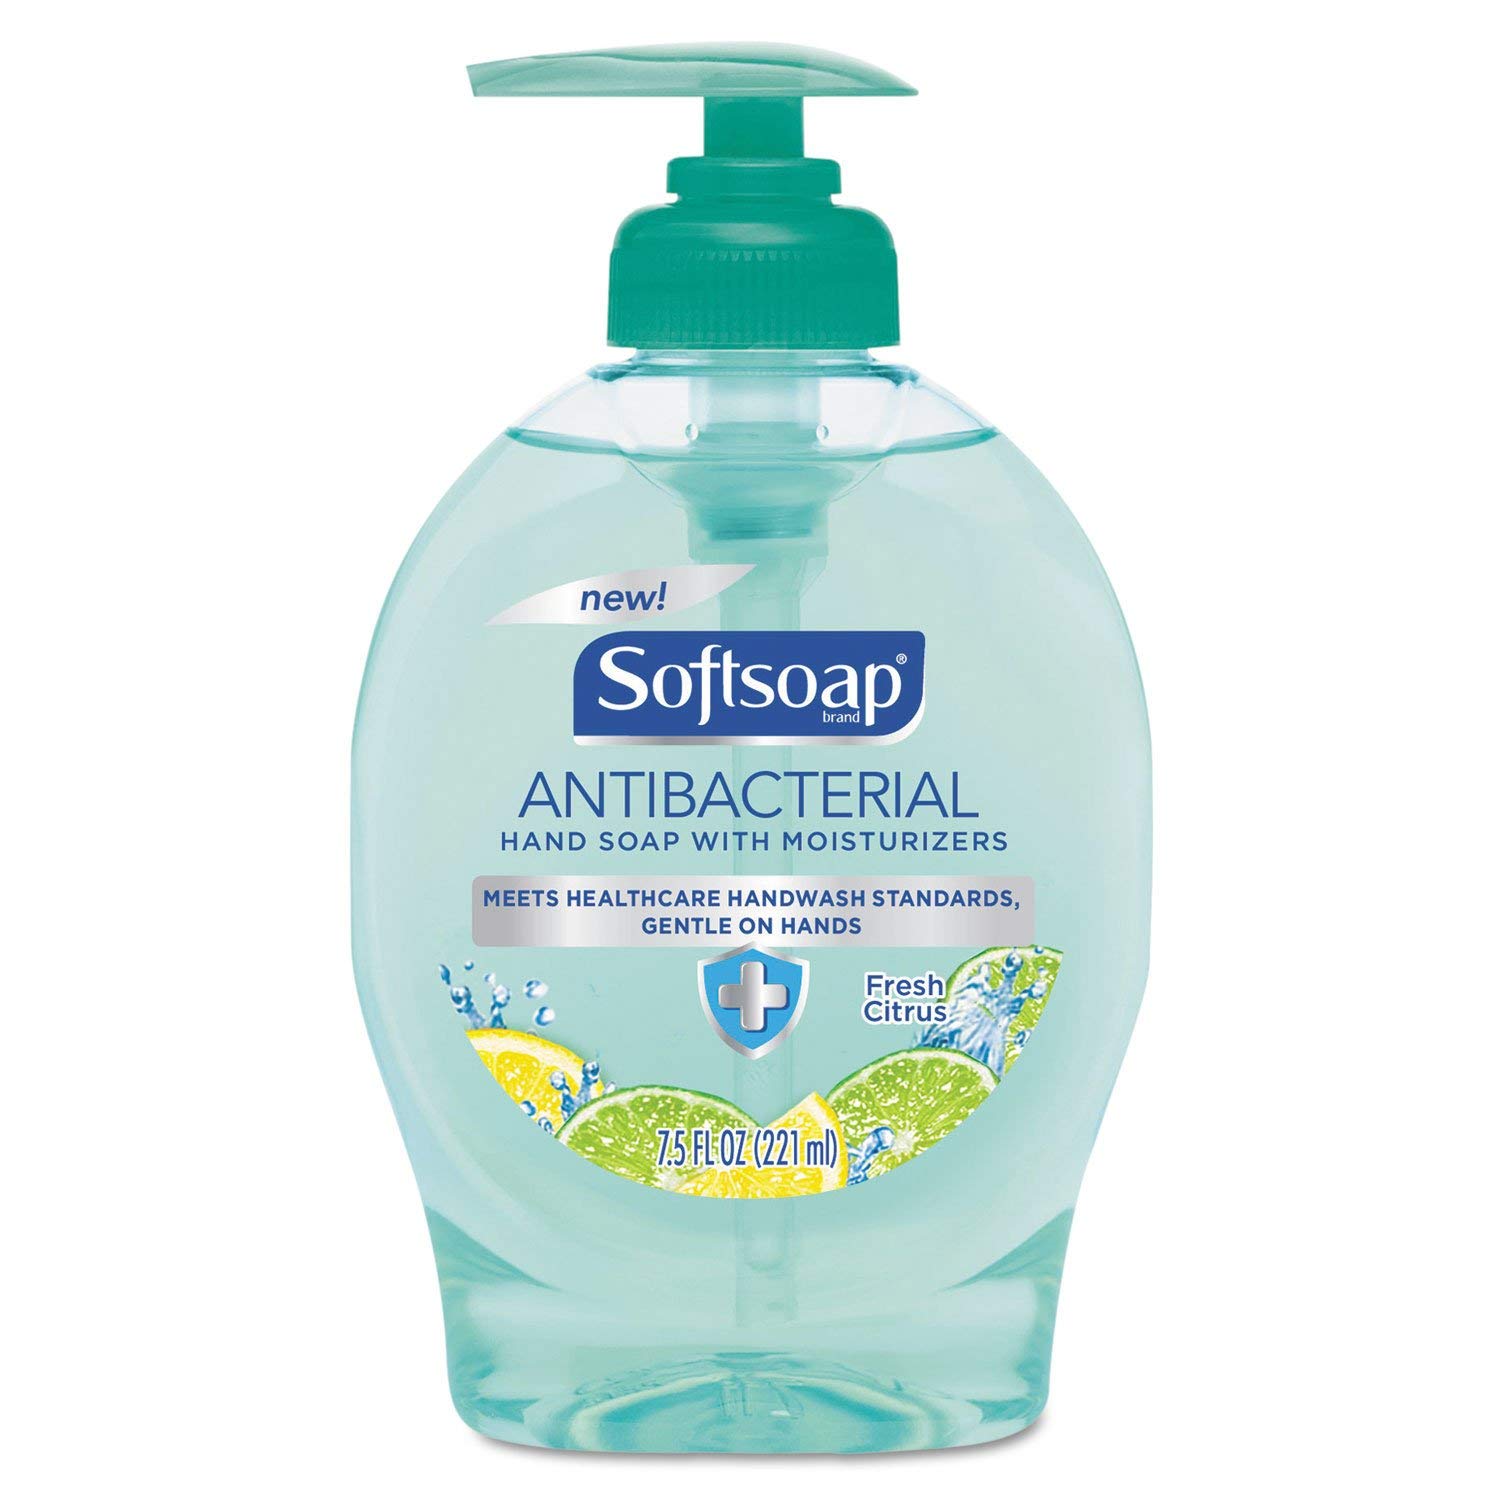 new!
Softsoap®
brand
ANTIBACTERIAL
HAND SOAP WITH MOISTURIZERS
MEETS HEALTHCARE HANDWASH STANDARDS,
GENTLE ON HANDS
Fresh
Citrus
7.5 FL OZ (221 ml)